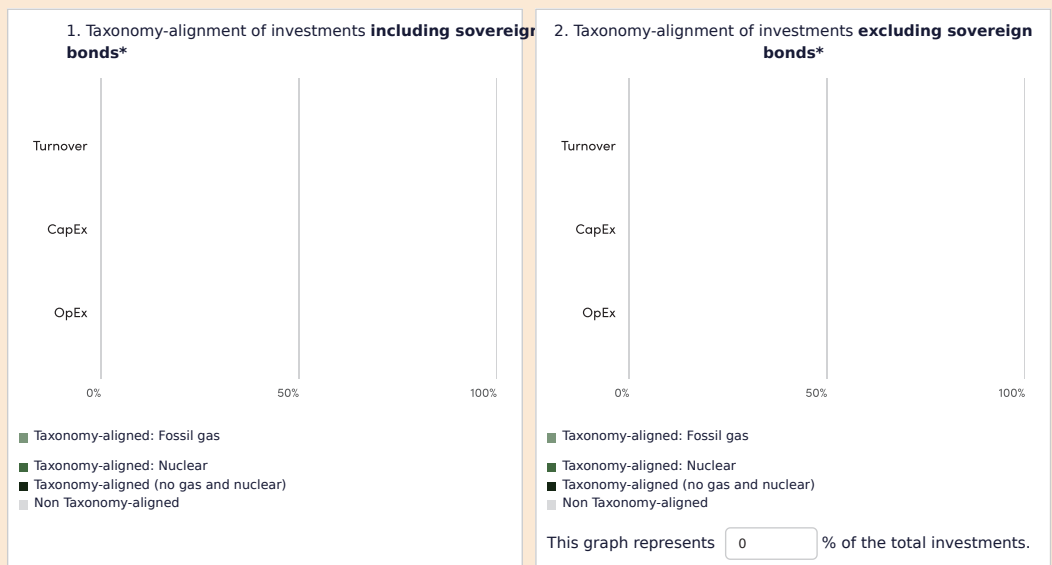 1. Taxonomy-alignment of investments including sovereign
bonds*
Turnover
CapEx
OpEx
0% 50% 100%
Taxonomy-aligned: Fossil gas
Taxonomy-aligned: Nuclear
Taxonomy-aligned (no gas and nuclear)
Non Taxonomy-aligned
2. Taxonomy-alignment of investments excluding sovereign
bonds*
Turnover
CapEx
OpEx
0% 50% 100%
Taxonomy-aligned: Fossil gas
Taxonomy-aligned: Nuclear
Taxonomy-aligned (no gas and nuclear)
Non Taxonomy-aligned
This graph represents 0 % of the total investments.